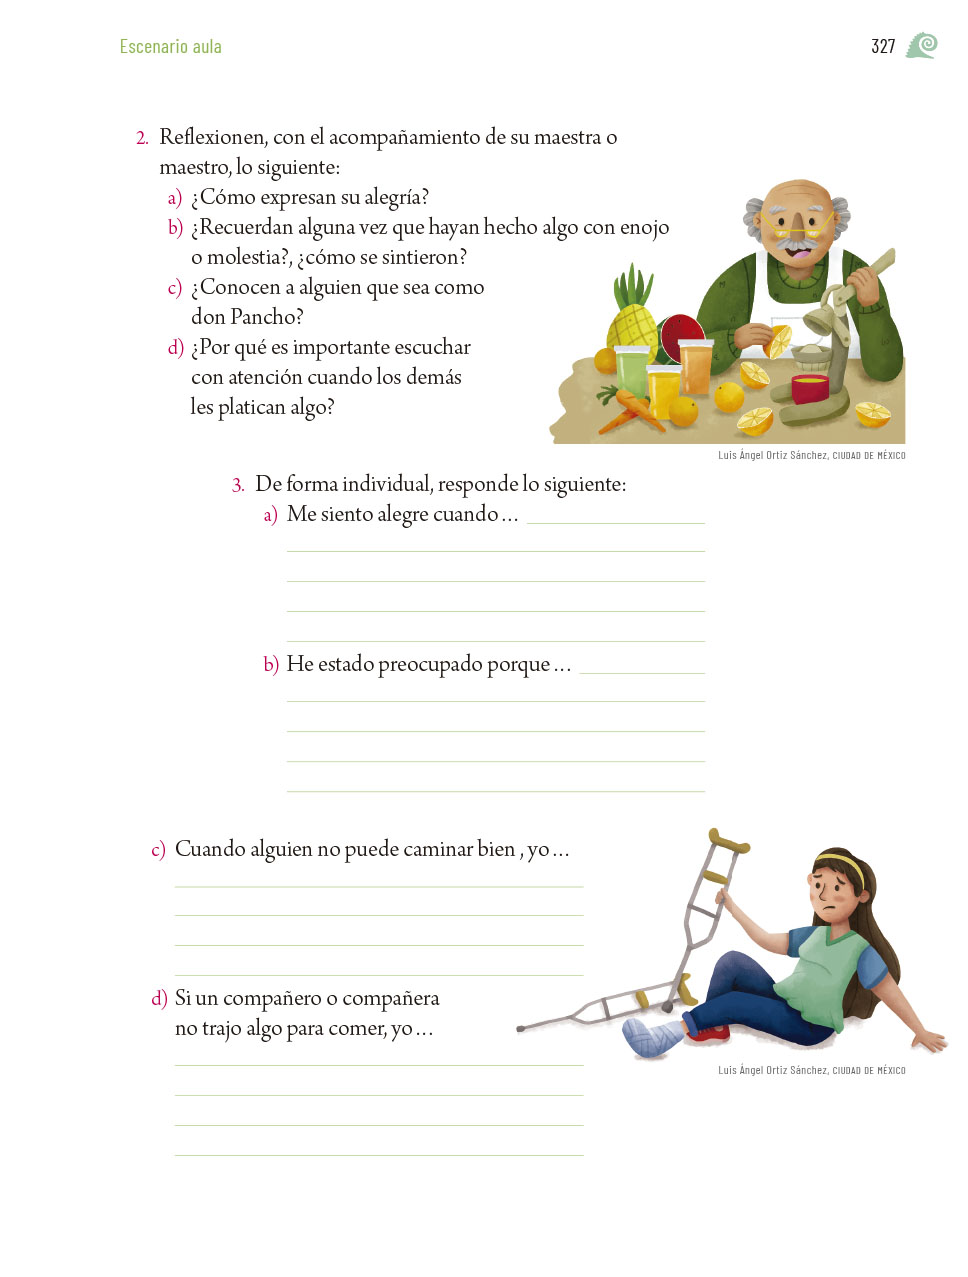 Escenario aula
327
2. Reflexionen, con el acompañamiento de su maestra o
maestro, lo siguiente:
a) ¿Cómo expresan su alegría?
b) ¿Recuerdan alguna vez que hayan hecho algo con enojo
o molestia?, ¿cómo se sintieron?
c) ¿Conocen a alguien que sea como
don Pancho?
d) ¿Por qué es importante escuchar
con atención cuando los demás
les platican algo?
Luis Ángel Ortiz Sánchez, CIUDAD DE MÉXICO
3. De forma individual, responde lo siguiente:
a) Me siento alegre cuando...
b) He estado preocupado porque...
c) Cuando alguien no puede caminar bien , yo...
d) Si un compañero o compañera
no trajo algo para comer, yo...
Luis Ángel Ortiz Sánchez, CIUDAD DE MÉXICO